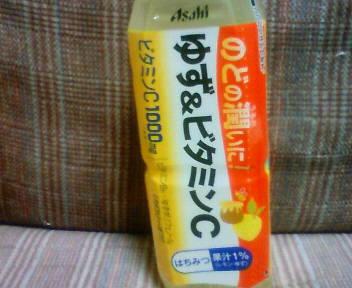 Asahi
のどの潤いに!
ゆず&ビタミンC
ビタミンC1000mg
はちみつ
果汁1%